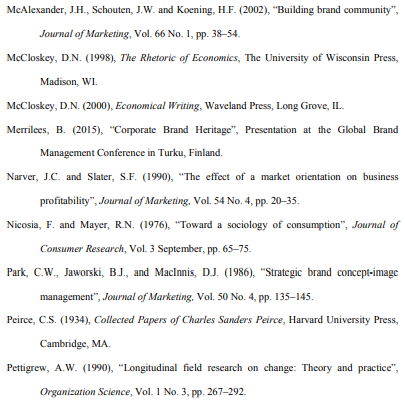 McAlexander, J.H., Schouten, J.W. and Koening, H.F. (2002), “Building brand community”,
Journal of Marketing, Vol. 66 No. 1, pp. 38–54.
McCloskey, D.N. (1998), The Rhetoric of Economics, The University of Wisconsin Press,
Madison, WI.
McCloskey, D.N. (2000), Economical Writing, Waveland Press, Long Grove, IL.
Merrilees, B. (2015), “Corporate Brand Heritage”, Presentation at the Global Brand
Management Conference in Turku, Finland.
Narver, J.C. and Slater, S.F. (1990), “The effect of a market orientation on business
profitability”, Journal of Marketing, Vol. 54 No. 4, pp. 20–35.
Nicosia, F. and Mayer, R.N. (1976), “Toward a sociology of consumption”, Journal of
Consumer Research, Vol. 3 September, pp. 65–75.
Park, C.W., Jaworski, B.J., and MacInnis, D.J. (1986), “Strategic brand concept-image
management”, Journal of Marketing, Vol. 50 No. 4, pp. 135–145.
Peirce, C.S. (1934), Collected Papers of Charles Sanders Peirce, Harvard University Press,
Cambridge, MA.
Pettigrew, A.W. (1990), “Longitudinal field research on change: Theory and practice”,
Organization Science, Vol. 1 No. 3, pp. 267–292.